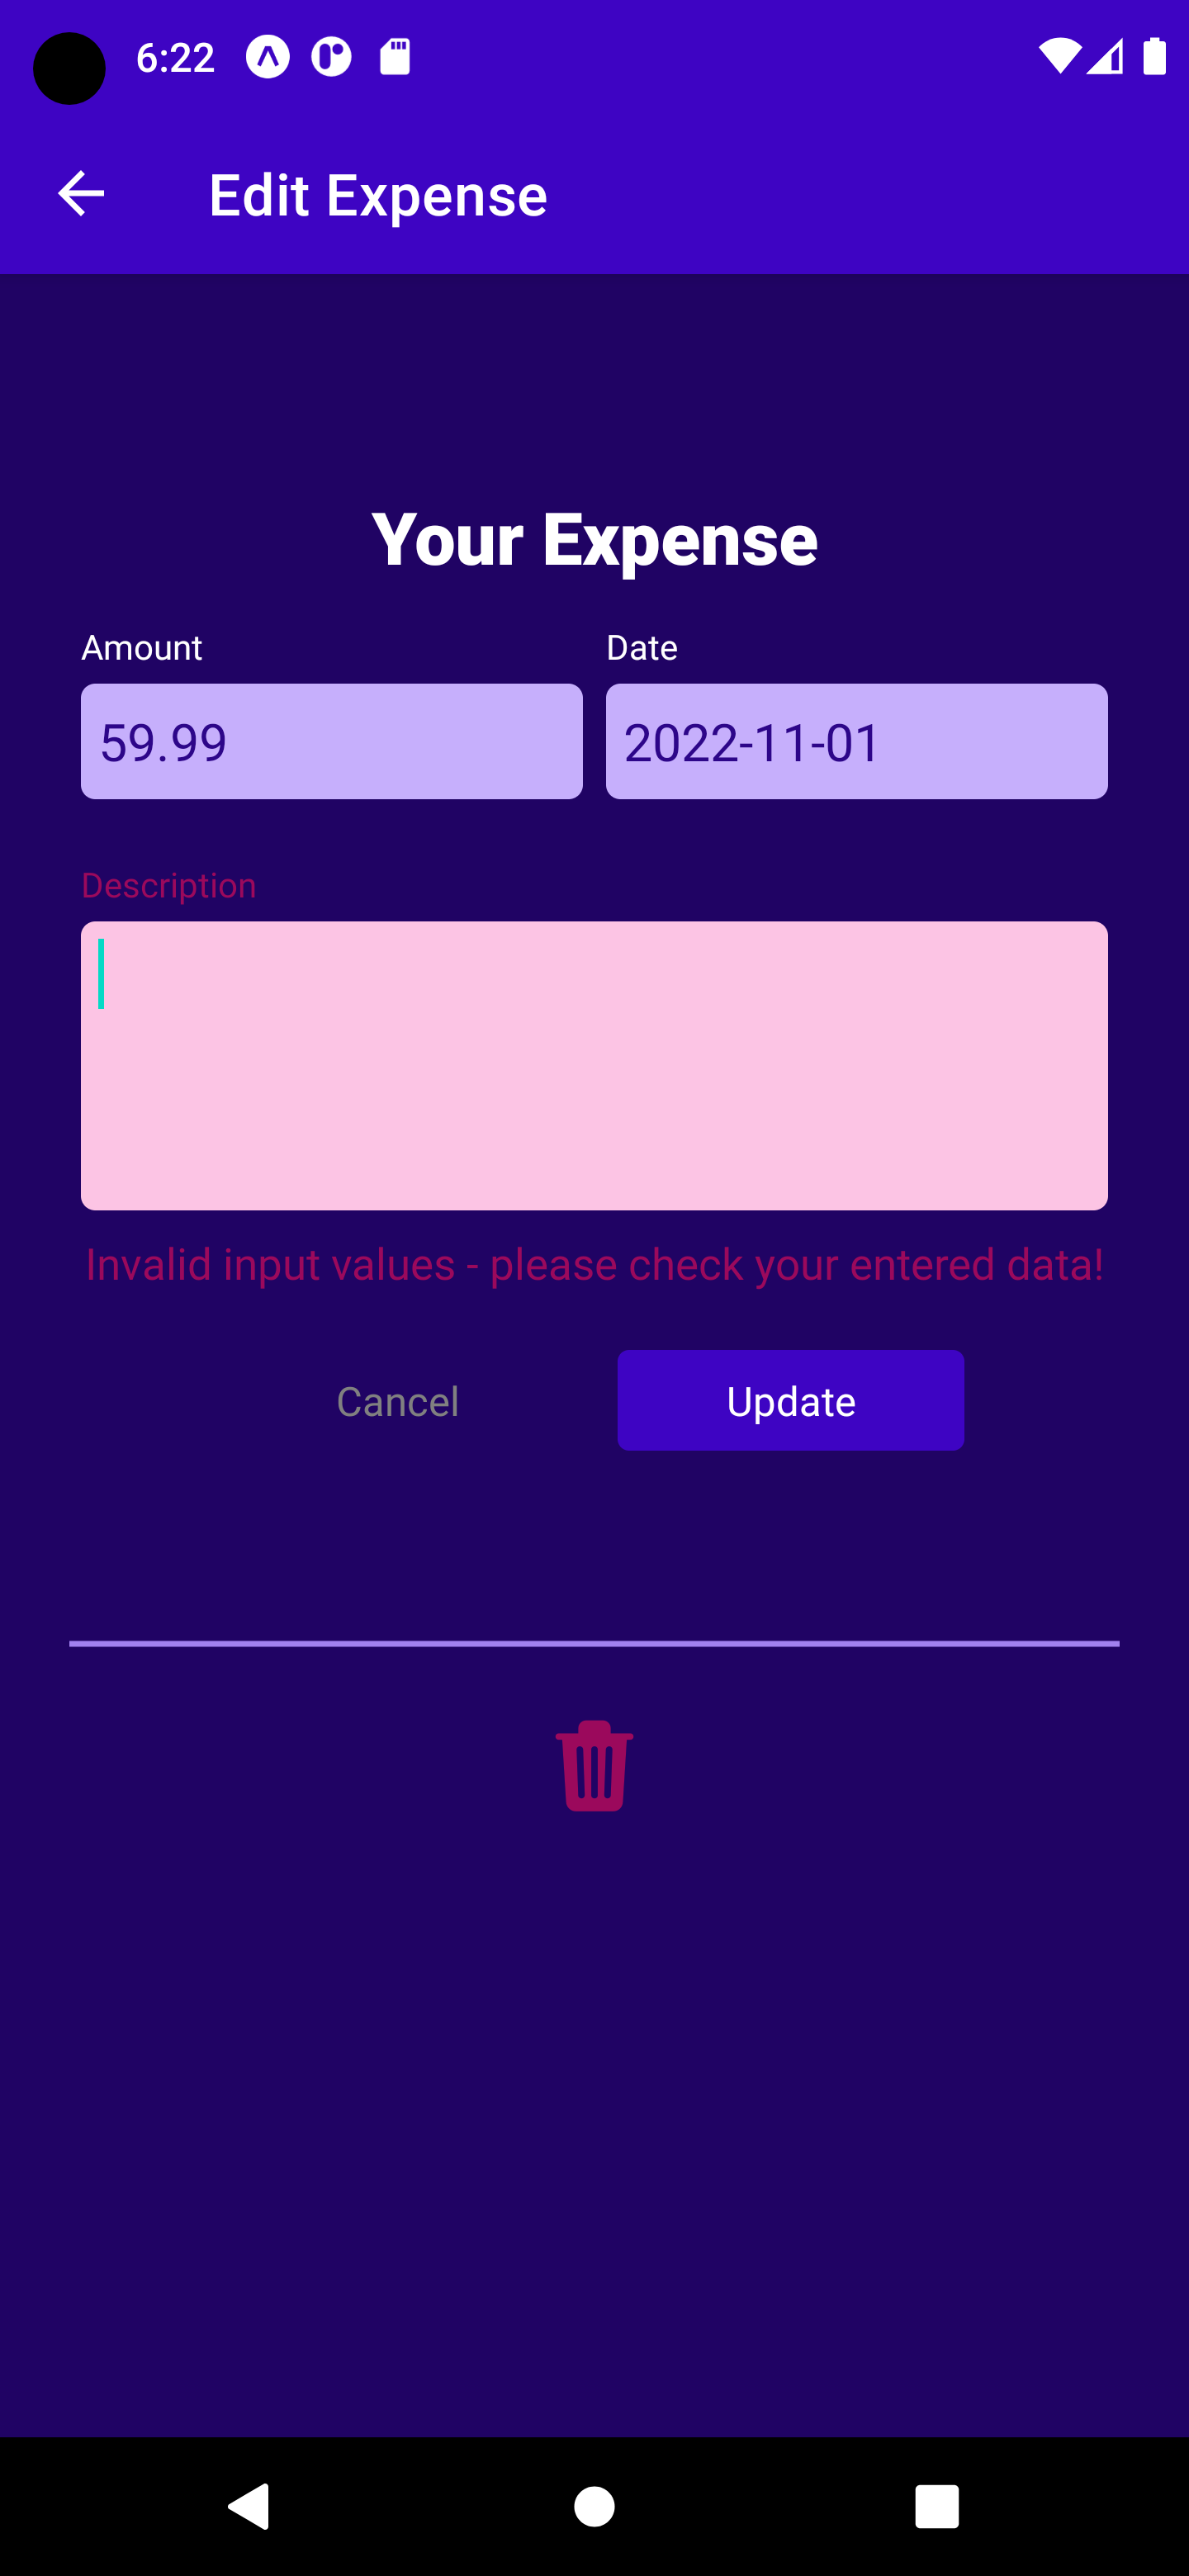 6:22
Edit Expense
Your Expense
Amount Date
59.99 2022-11-01
Description
Invalid input values - please check your entered data!
Cancel Update